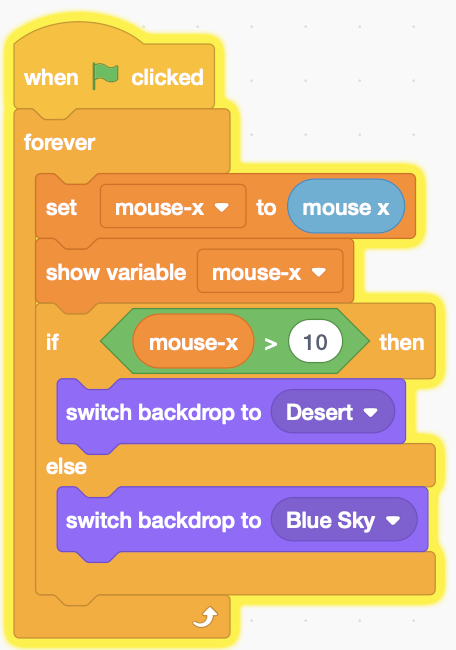 when clicked
forever
set mouse-x to mouse x
show variable mouse-x
if mouse-x > 10 then
switch backdrop to Desert
else
switch backdrop to Blue Sky